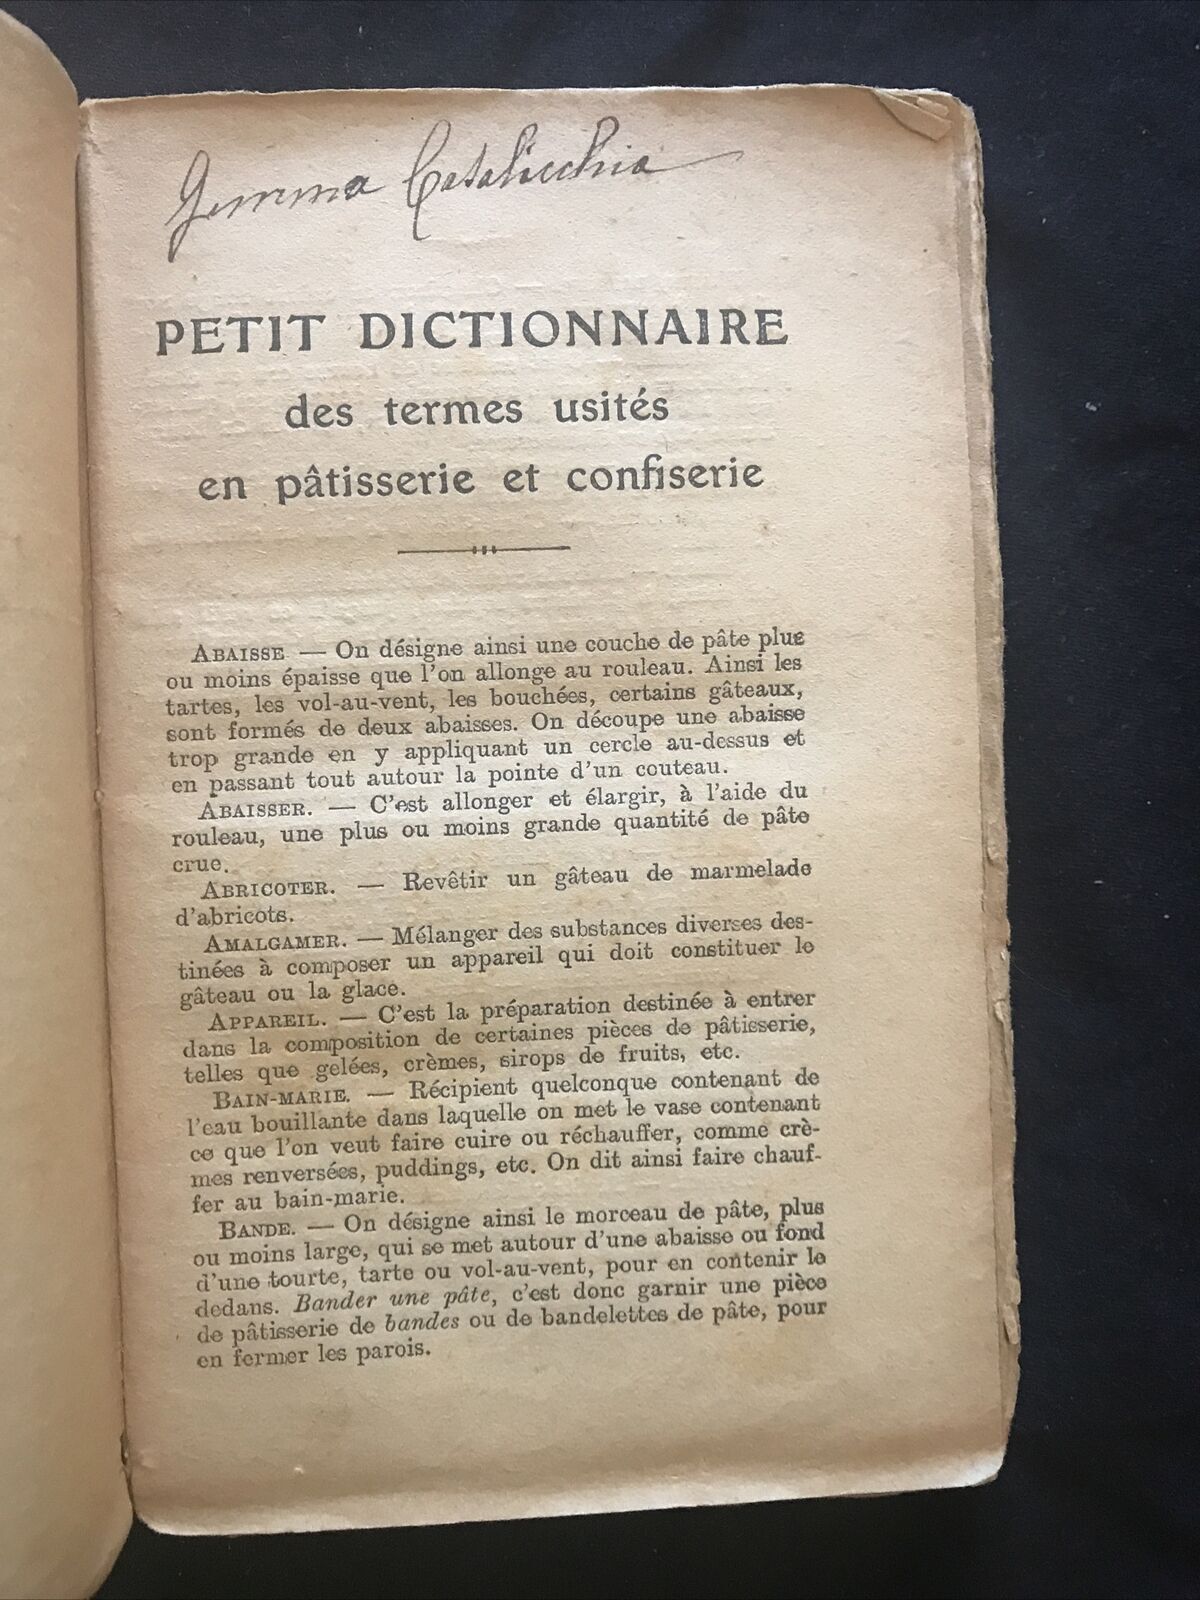 Gemma Catalicchia
PETIT DICTIONNAIRE
des termes usités
en pâtisserie et confiserie
ABAISSE — On désigne ainsi une couche de pâte plus
ou moins épaisse que l'on allonge au rouleau. Ainsi les
tartes, les vol-au-vent, les bouchées, certains gâteaux,
sont formés de deux abaisses. On découpe une abaisse
trop grande en y appliquant un cercle au-dessus et
en passant tout autour la pointe d'un couteau.
ABAISSER. — C'est allonger et élargir, à l'aide du
rouleau, une plus ou moins grande quantité de pâte
crue.
ABRICOTER. — Revêtir un gâteau de marmelade
d'abricots.
AMALGAMER. — Mélanger des substances diverses des-
tinées à composer un appareil qui doit constituer le
gâteau ou la glace.
APPAREIL. — C'est la préparation destinée à entrer
dans la composition de certaines pièces de pâtisserie,
telles que gelées, crèmes, sirops de fruits, etc.
BAIN-MARIE. — Récipient quelconque contenant de
l'eau bouillante dans laquelle on met le vase contenant
ce que l'on veut faire cuire ou réchauffer, comme crè-
mes renversées, puddings, etc. On dit ainsi faire chauf-
fer au bain-marie.
BANDE. — On désigne ainsi le morceau de pâte, plus
ou moins large, qui se met autour d'une abaisse ou fond
d'une tourte, tarte ou vol-au-vent, pour en contenir le
dedans. Bander une pâte, c'est donc garnir une pièce
de pâtisserie de bandes ou de bandelettes de pâte, pour
en fermer les parois.